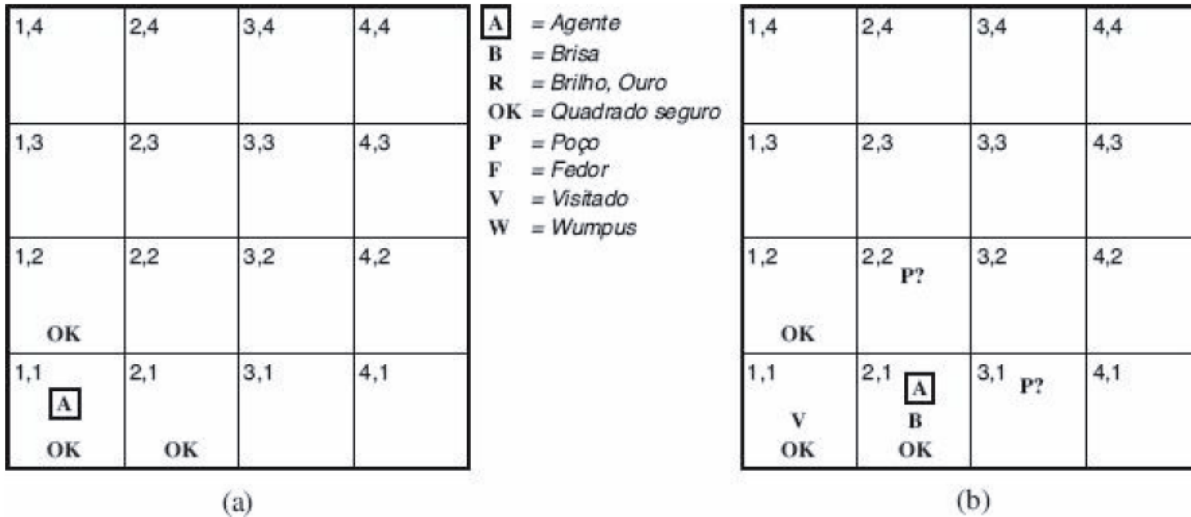 1,4 2,4 3,4 4,4
1,3 2,3 3,3 4,3
1,2 2,2 3,2 4,2
OK
1,1 2,1 3,1 4,1
A
OK OK
(a)
A = Agente
B = Brisa
R = Brilho, Ouro
OK = Quadrado seguro
P = Poço
F = Fedor
V = Visitado
W = Wumpus
1,4 2,4 3,4 4,4
1,3 2,3 3,3 4,3
1,2 2,2 3,2 4,2
P?
OK
1,1 2,1 A 3,1 P? 4,1
V B
OK OK
(b)